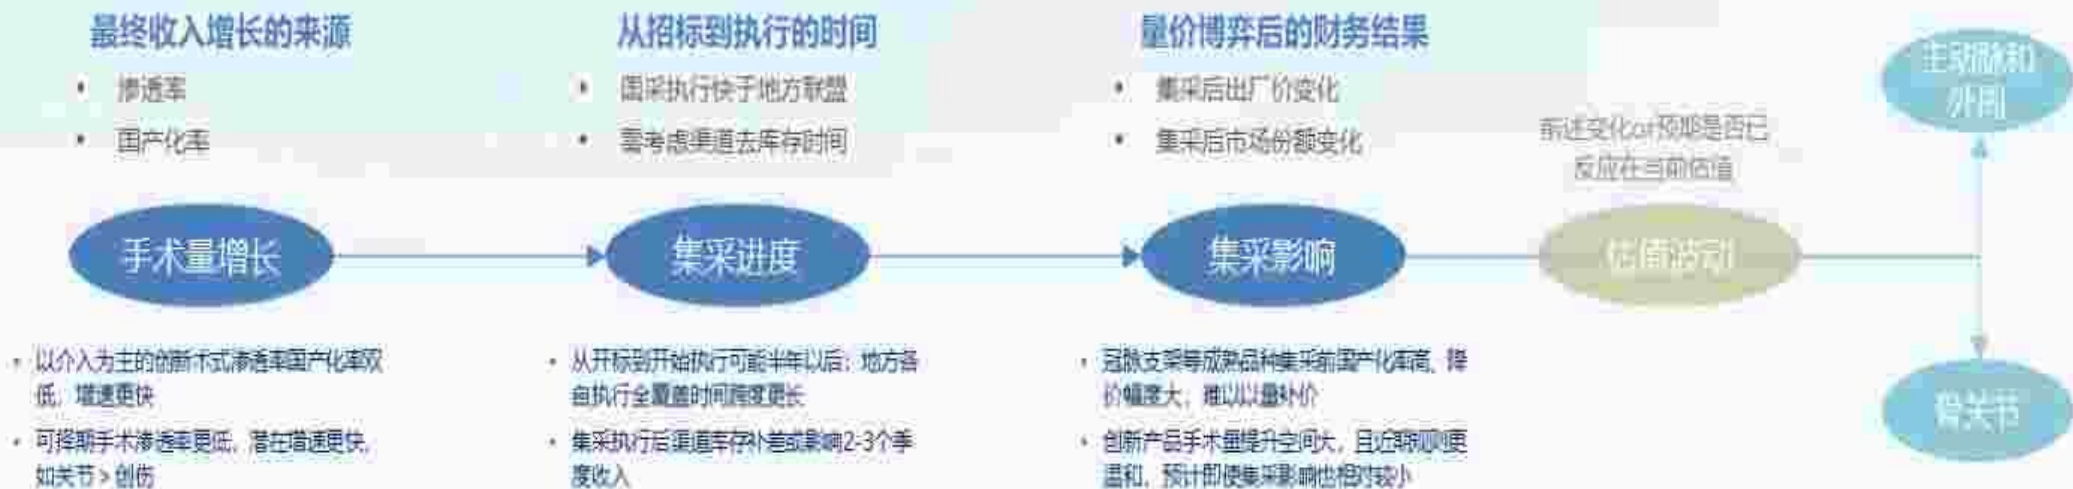 最终收入增长的来源
• 渗透率
• 国产化率
手术量增长
• 以介入为主的创新术式渗透率国产化率双
低，增速更快
• 可择期手术渗透率更低，潜在增速更快，
如关节>创伤
从招标到执行的时间
• 国采执行快于地方联盟
• 需考虑渠道去库存时间
集采进度
• 从开标到开始执行可能半年以后；地方各
自执行全覆盖时间跨度更长
• 集采执行后渠道库存补差或影响2-3个季
度收入
量价博弈后的财务结果
• 集采后出厂价变化
• 集采后市场份额变化
集采影响
• 冠脉支架等成熟品种集采前国产化率高、降
价幅度大，难以以量补价
• 创新产品手术量提升空间大，且近期规则更
温和，预计即使集采影响也相对较小
前述变化or预期是否已
反应在当前估值
估值波动
主动脉和
外周
骨关节